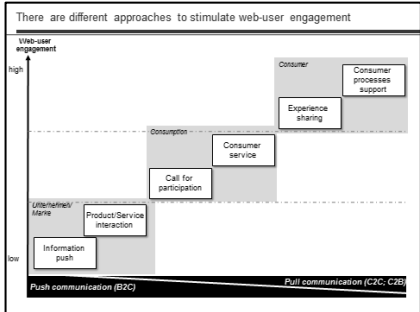 There are different approaches to stimulate web-user engagement
Web-user
engagement
high
Consumer
Consumer
processes
support
Experience
sharing
Consumption
Consumer
service
Call for
participation
Unternehmen/
Marke
Product/Service
interaction
Information
push
low
Push communication (B2C)
Pull communication (C2C; C2B)